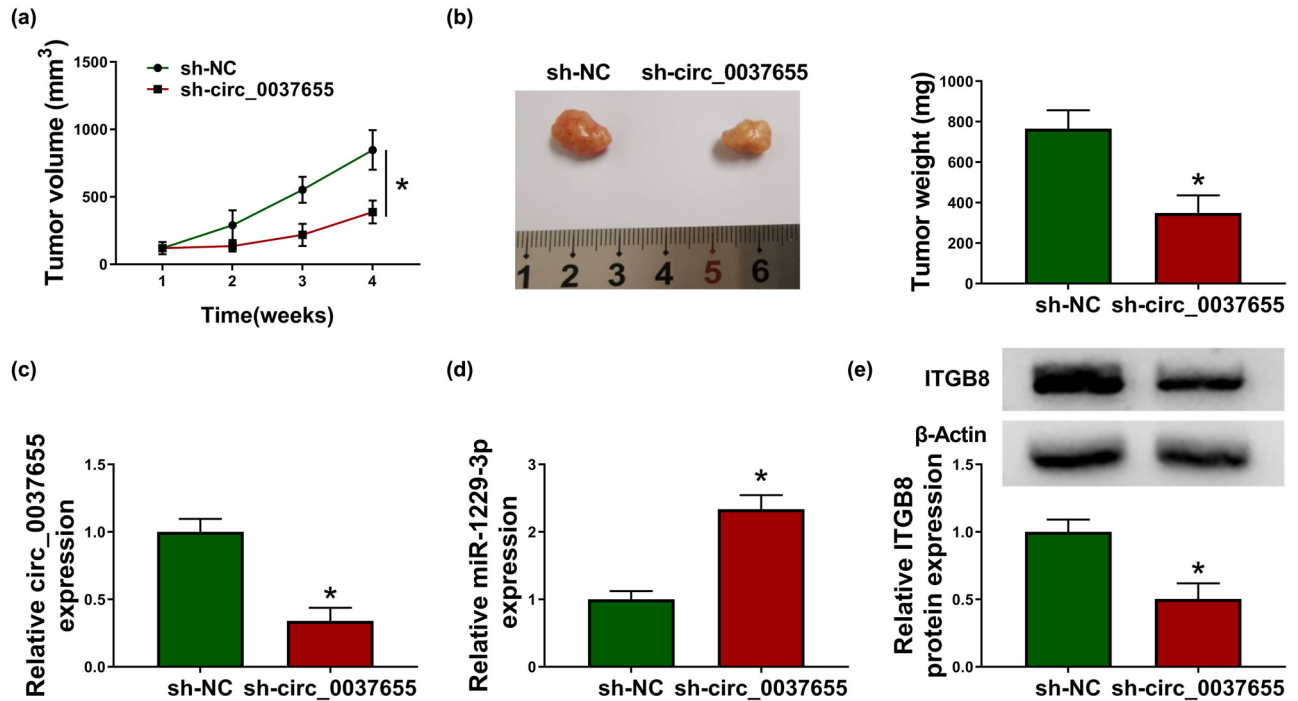 (a)
Tumor volume (mm³)
1500
1000
500
0
sh-NC
sh-circ_0037655
*
1 2 3 4
Time(weeks)
(b)
sh-NC sh-circ_0037655
1 2 3 4 5 6
Tumor weight (mg)
1000
800
600
400
200
0
*
sh-NC sh-circ_0037655
(c)
Relative circ_0037655
expression
1.5
1.0
0.5
0.0
*
sh-NC sh-circ_0037655
(d)
Relative miR-1229-3p
expression
3
2
1
0
*
sh-NC sh-circ_0037655
(e)
ITGB8
β-Actin
Relative ITGB8
protein expression
1.5
1.0
0.5
0.0
*
sh-NC sh-circ_0037655